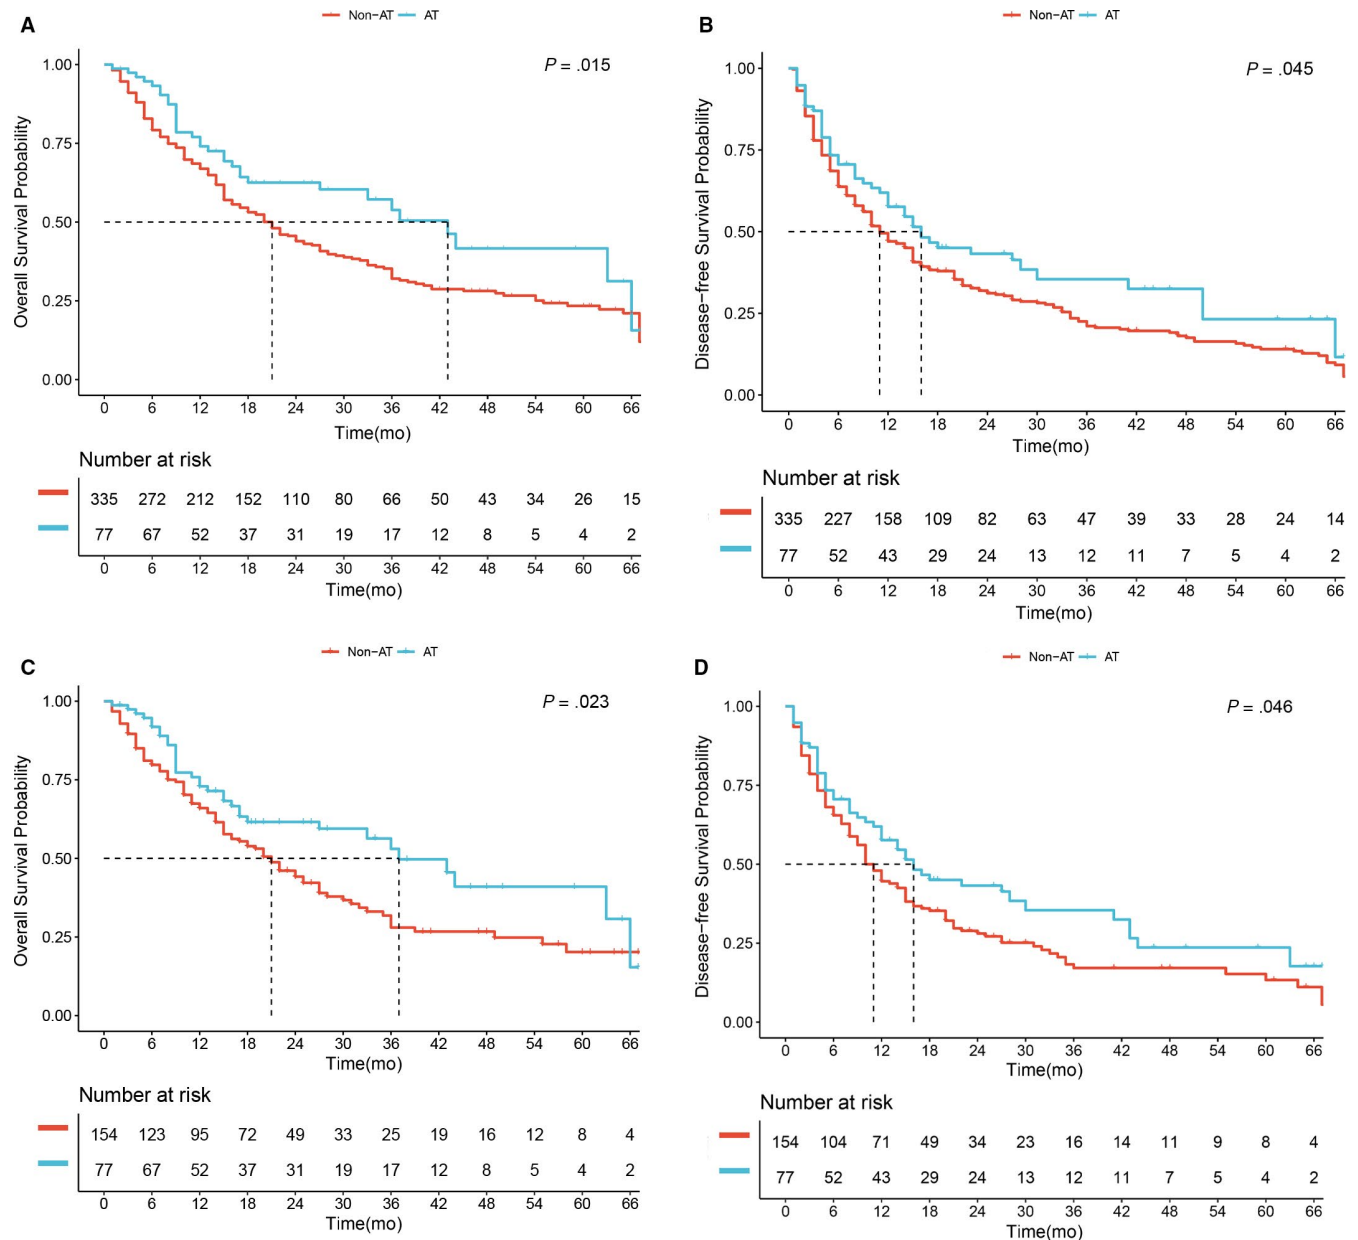 A
Non-AT AT
P = .015
Overall Survival Probability
1.00
0.75
0.50
0.25
0.00
0 6 12 18 24 30 36 42 48 54 60 66
Time(mo)
Number at risk
335 272 212 152 110 80 66 50 43 34 26 15
77 67 52 37 31 19 17 12 8 5 4 2
0 6 12 18 24 30 36 42 48 54 60 66
Time(mo)
B
Non-AT AT
P = .045
Disease-free Survival Probability
1.00
0.75
0.50
0.25
0.00
0 6 12 18 24 30 36 42 48 54 60 66
Time(mo)
Number at risk
335 227 158 109 82 63 47 39 33 28 24 14
77 52 43 29 24 13 12 11 7 5 4 2
0 6 12 18 24 30 36 42 48 54 60 66
Time(mo)
C
Non-AT AT
P = .023
Overall Survival Probability
1.00
0.75
0.50
0.25
0.00
0 6 12 18 24 30 36 42 48 54 60 66
Time(mo)
Number at risk
154 123 95 72 49 33 25 19 16 12 8 4
77 67 52 37 31 19 17 12 8 5 4 2
0 6 12 18 24 30 36 42 48 54 60 66
Time(mo)
D
Non-AT AT
P = .046
Disease-free Survival Probability
1.00
0.75
0.50
0.25
0.00
0 6 12 18 24 30 36 42 48 54 60 66
Time(mo)
Number at risk
154 104 71 49 34 23 16 14 11 9 8 4
77 52 43 29 24 13 12 11 7 5 4 2
0 6 12 18 24 30 36 42 48 54 60 66
Time(mo)